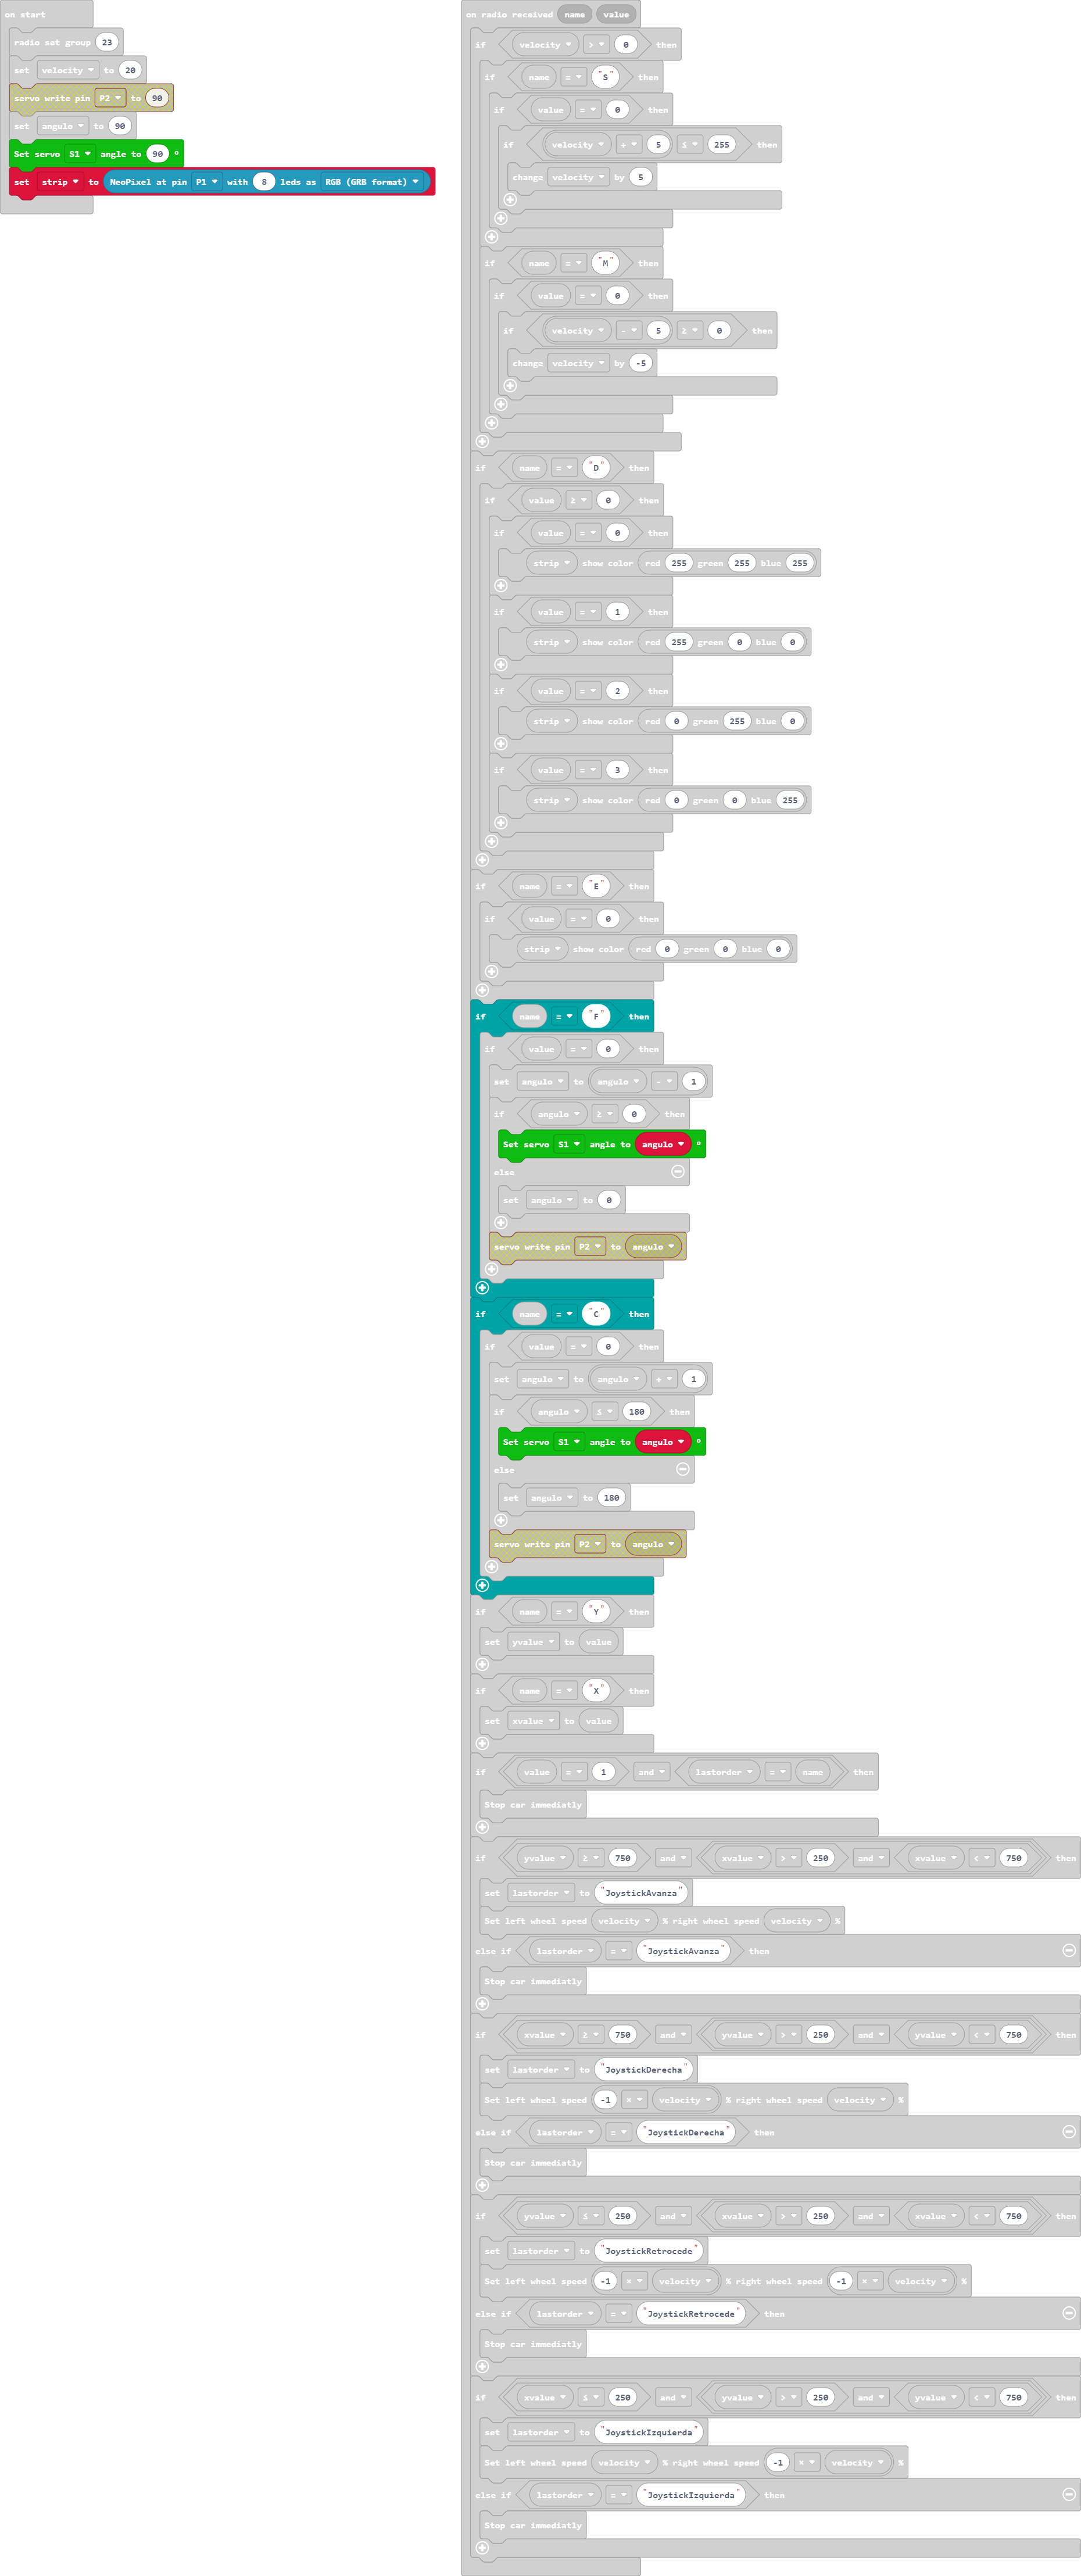 on start
radio set group 23
set velocity to 20
servo write pin P2 to 90
set angulo to 90
Set servo S1 angle to 90 °
set strip to NeoPixel at pin P1 with 8 leds as RGB (GRB format)
on radio received name value
if velocity > 0 then
if name = "S" then
if value = 0 then
if velocity + 5 ≤ 255 then
change velocity by 5
if name = "M" then
if value = 0 then
if velocity - 5 ≥ 0 then
change velocity by -5
if name = "D" then
if value ≥ 0 then
if value = 0 then
strip show color red 255 green 255 blue 255
if value = 1 then
strip show color red 255 green 0 blue 0
if value = 2 then
strip show color red 0 green 255 blue 0
if value = 3 then
strip show color red 0 green 0 blue 255
if name = "E" then
if value = 0 then
strip show color red 0 green 0 blue 0
if name = "F" then
if value = 0 then
set angulo to angulo - 1
if angulo ≥ 0 then
Set servo S1 angle to angulo °
else
set angulo to 0
servo write pin P2 to angulo
if name = "C" then
if value = 0 then
set angulo to angulo + 1
if angulo ≤ 180 then
Set servo S1 angle to angulo °
else
set angulo to 180
servo write pin P2 to angulo
if name = "Y" then
set yvalue to value
if name = "X" then
set xvalue to value
if value = 1 and lastorder = name then
Stop car immediatly
if yvalue ≥ 750 and xvalue > 250 and xvalue < 750 then
set lastorder to "JoystickAvanza"
Set left wheel speed velocity % right wheel speed velocity %
else if lastorder = "JoystickAvanza" then
Stop car immediatly
if xvalue ≥ 750 and yvalue > 250 and yvalue < 750 then
set lastorder to "JoystickDerecha"
Set left wheel speed -1 × velocity % right wheel speed velocity %
else if lastorder = "JoystickDerecha" then
Stop car immediatly
if yvalue ≤ 250 and xvalue > 250 and xvalue < 750 then
set lastorder to "JoystickRetrocede"
Set left wheel speed -1 × velocity % right wheel speed -1 × velocity %
else if lastorder = "JoystickRetrocede" then
Stop car immediatly
if xvalue ≤ 250 and yvalue > 250 and yvalue < 750 then
set lastorder to "JoystickIzquierda"
Set left wheel speed velocity % right wheel speed -1 × velocity %
else if lastorder = "JoystickIzquierda" then
Stop car immediatly